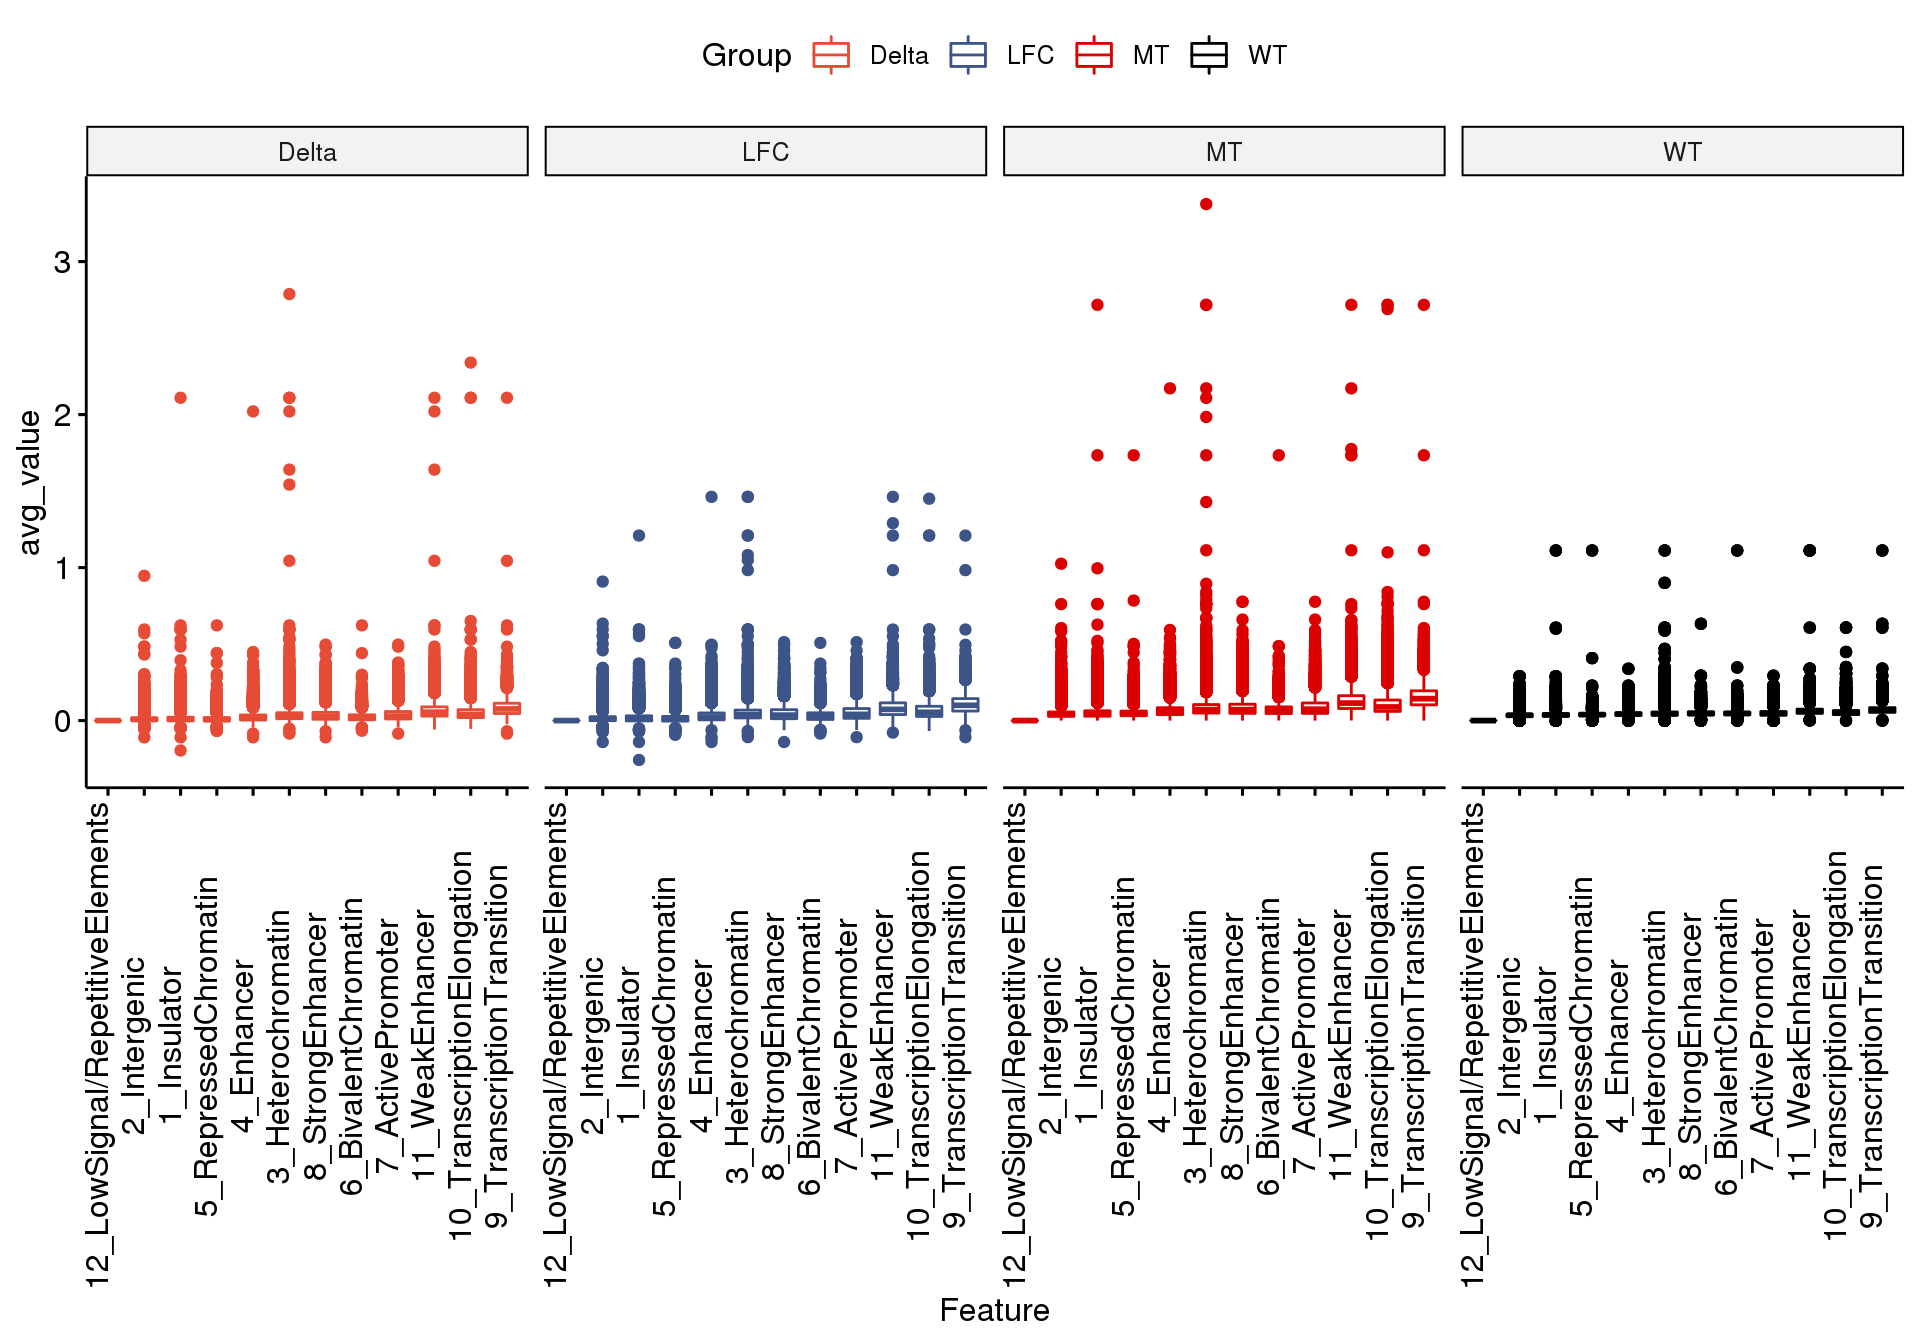 Group Delta LFC MT WT
Delta LFC MT WT
avg_value
3
2
1
0
12_LowSignal/RepetitiveElements
2_Intergenic
1_Insulator
5_RepressedChromatin
4_Enhancer
3_Heterochromatin
8_StrongEnhancer
6_BivalentChromatin
7_ActivePromoter
11_WeakEnhancer
10_TranscriptionElongation
9_TranscriptionTransition
12_LowSignal/RepetitiveElements
2_Intergenic
1_Insulator
5_RepressedChromatin
4_Enhancer
3_Heterochromatin
8_StrongEnhancer
6_BivalentChromatin
7_ActivePromoter
11_WeakEnhancer
10_TranscriptionElongation
9_TranscriptionTransition
12_LowSignal/RepetitiveElements
2_Intergenic
1_Insulator
5_RepressedChromatin
4_Enhancer
3_Heterochromatin
8_StrongEnhancer
6_BivalentChromatin
7_ActivePromoter
11_WeakEnhancer
10_TranscriptionElongation
9_TranscriptionTransition
12_LowSignal/RepetitiveElements
2_Intergenic
1_Insulator
5_RepressedChromatin
4_Enhancer
3_Heterochromatin
8_StrongEnhancer
6_BivalentChromatin
7_ActivePromoter
11_WeakEnhancer
10_TranscriptionElongation
9_TranscriptionTransition
Feature